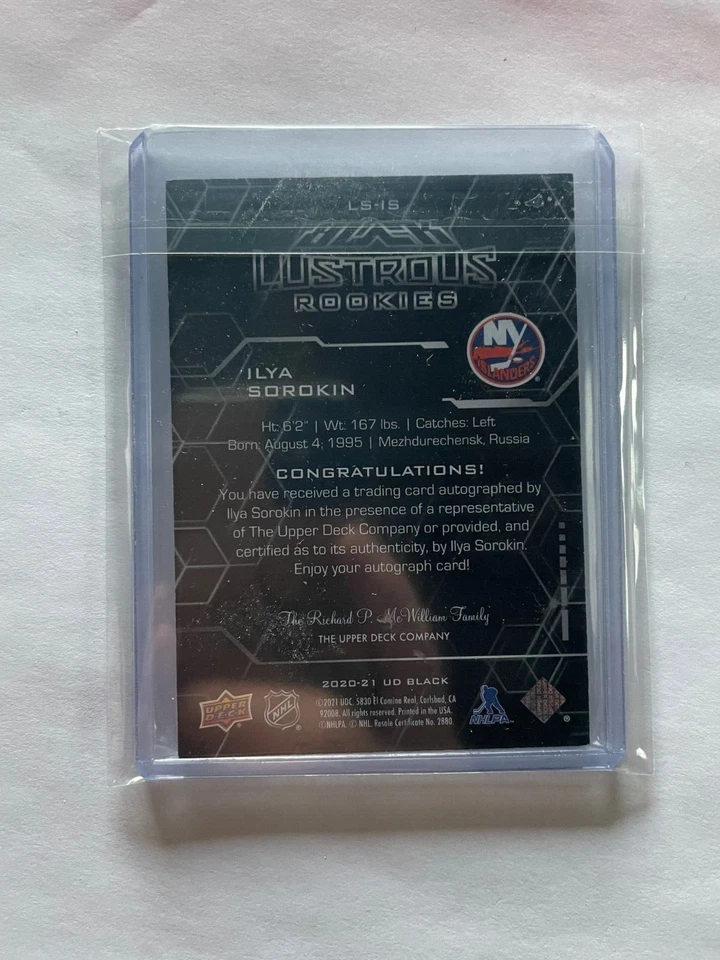 LS-IS
BLACK
LUSTROUS
ROOKIES
NY
ISLANDERS
ILYA
SOROKIN
Ht: 6'2" | Wt: 167 lbs. | Catches: Left
Born: August 4, 1995 | Mezhdurechensk, Russia
CONGRATULATIONS!
You have received a trading card autographed by
Ilya Sorokin in the presence of a representative
of The Upper Deck Company or provided, and
certified as to its authenticity, by Ilya Sorokin.
Enjoy your autograph card!
The Richard P. McWilliam Family
THE UPPER DECK COMPANY
2020-21 UD BLACK
©2021 UDC. 5830 El Camino Real, Carlsbad, CA
92008. All rights reserved. Printed in the USA.
©NHLPA. © NHL. Resale Certificate No. 2880
UPPER
DECK
NHL
NHLPA
®